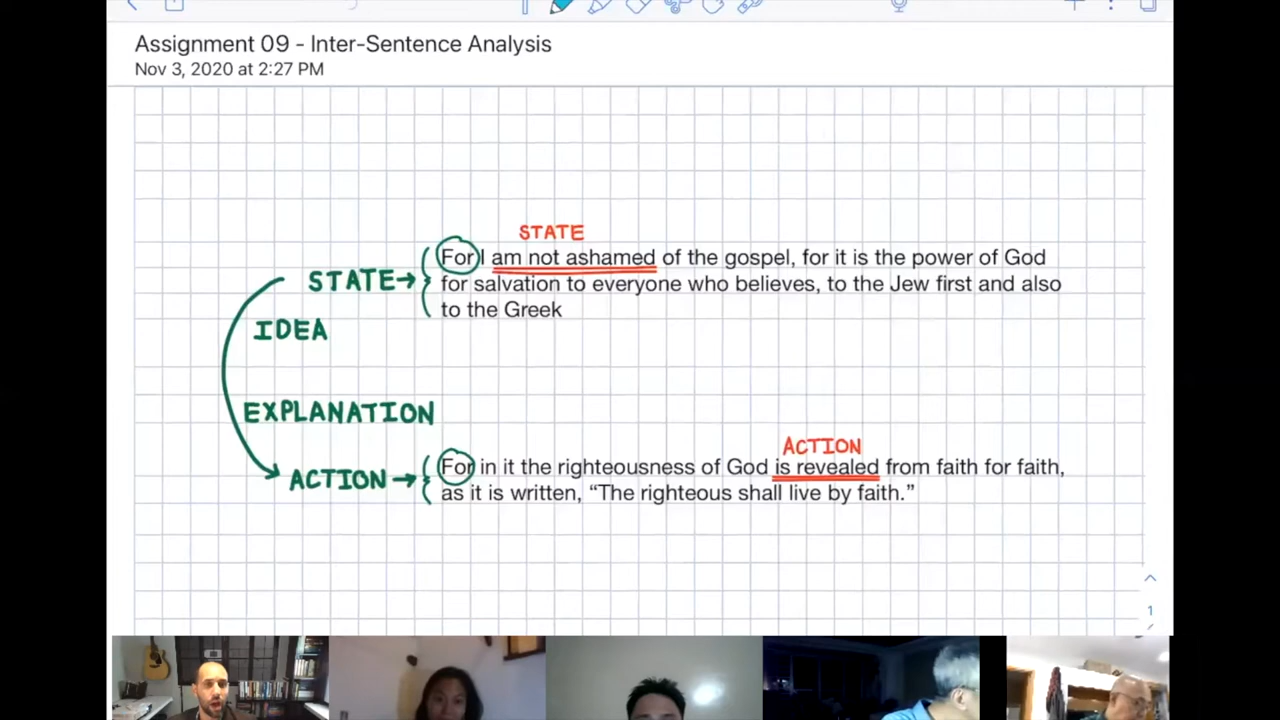 Assignment 09 - Inter-Sentence Analysis
Nov 3, 2020 at 2:27 PM
STATE
For I am not ashamed of the gospel, for it is the power of God
STATE→ for salvation to everyone who believes, to the Jew first and also
to the Greek
IDEA
EXPLANATION
ACTION
For in it the righteousness of God is revealed from faith for faith,
ACTION→ as it is written, “The righteous shall live by faith.”
1